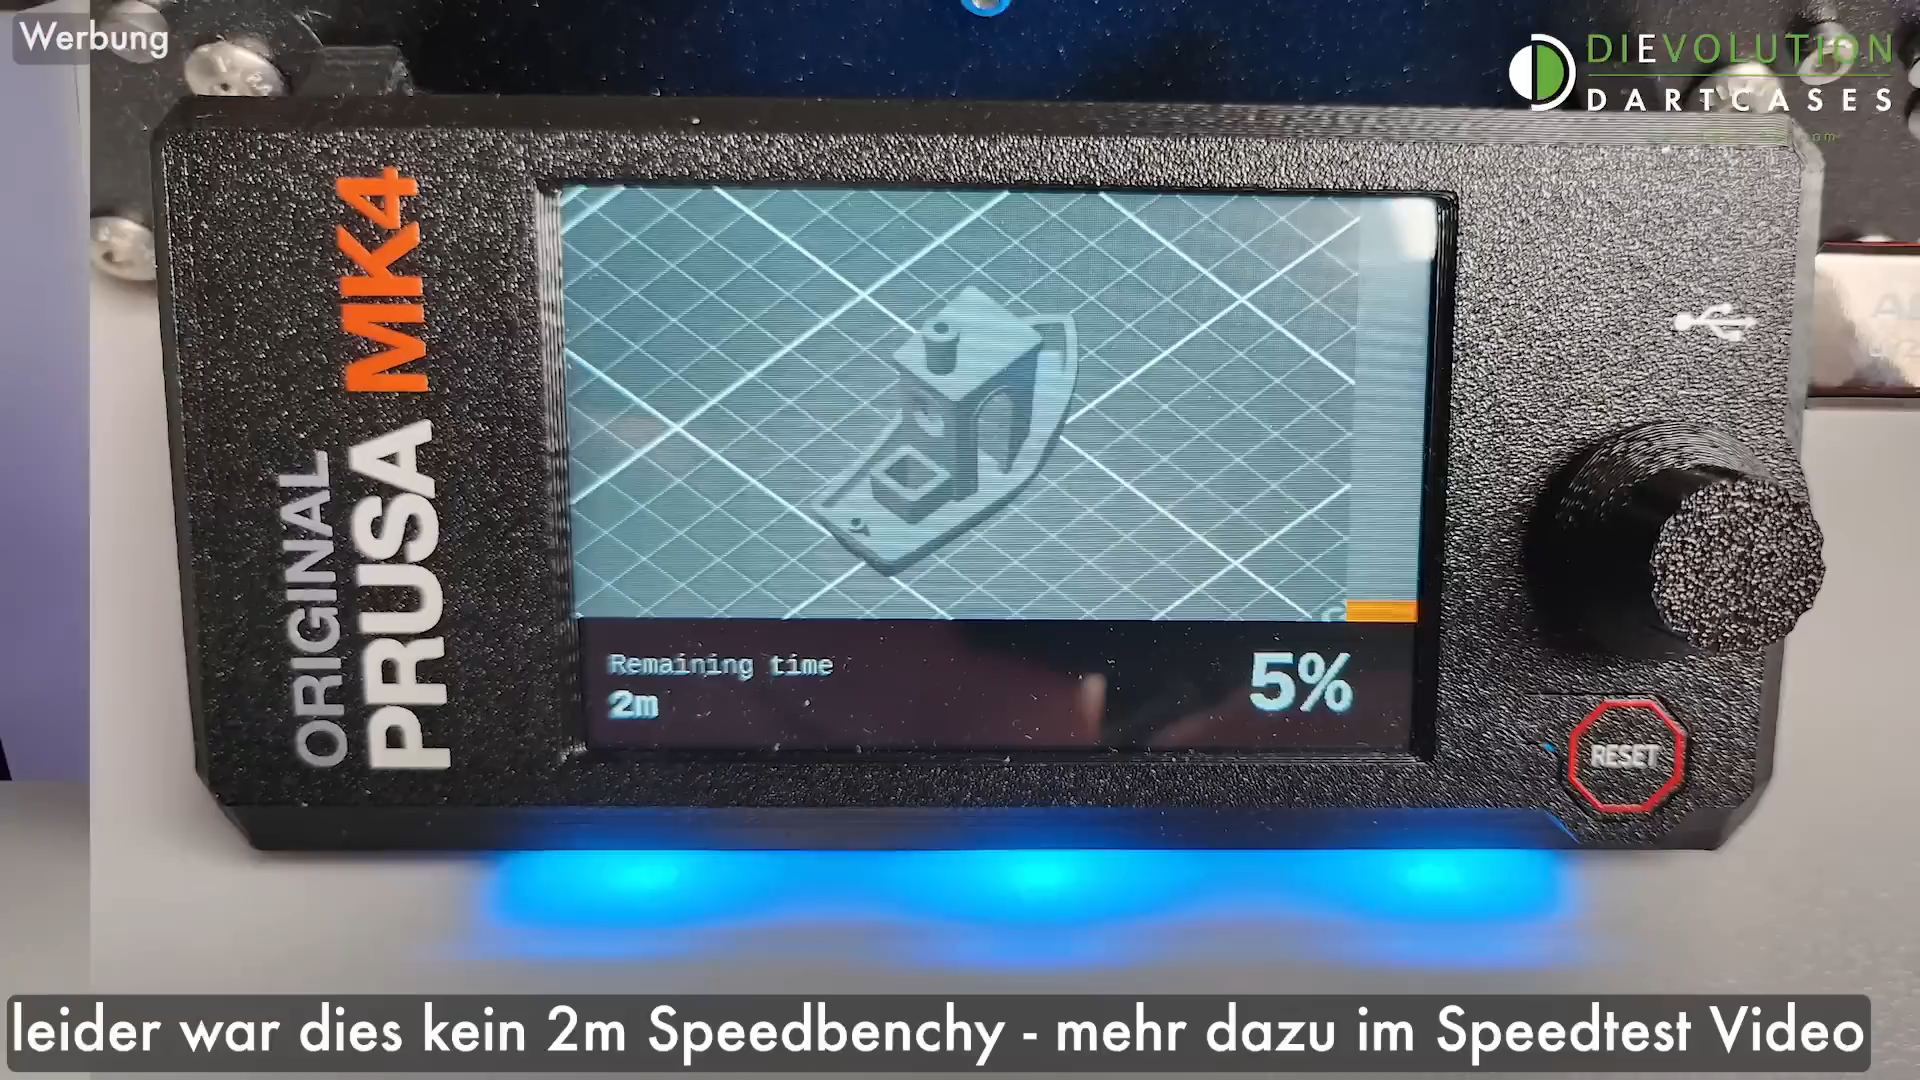 Werbung
DIEVOLUTION
DARTCASES
ORIGINAL
PRUSA MK4
Remaining time
2m
5%
RESET
leider war dies kein 2m Speedbenchy - mehr dazu im Speedtest Video